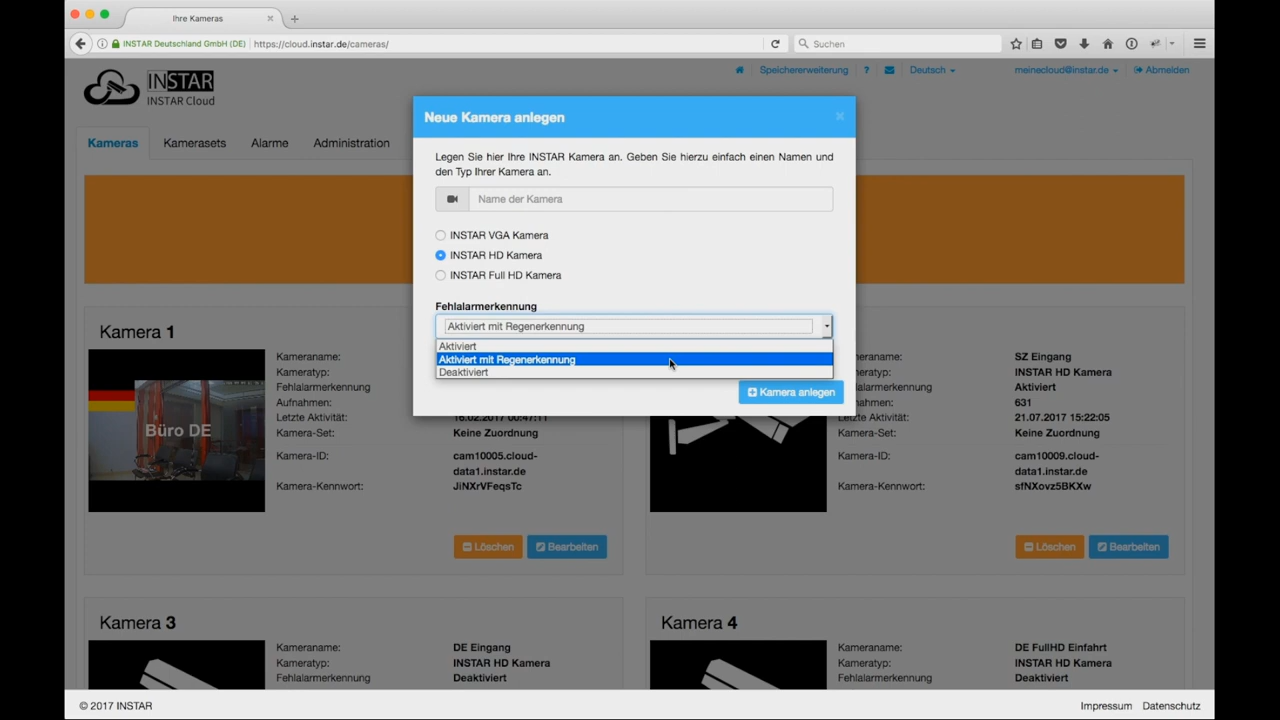 Ihre Kameras
INSTAR Deutschland GmbH (DE)
https://cloud.instar.de/cameras/
Suchen
INSTAR
INSTAR Cloud
Speichererweiterung
?
Deutsch
meinecloud@instar.de
Abmelden
Kameras
Kamerasets
Alarme
Administration
Neue Kamera anlegen
Legen Sie hier Ihre INSTAR Kamera an. Geben Sie hierzu einfach einen Namen und
den Typ Ihrer Kamera an.
Name der Kamera
INSTAR VGA Kamera
INSTAR HD Kamera
INSTAR Full HD Kamera
Fehlalarmerkennung
Aktiviert mit Regenerkennung
Aktiviert
Aktiviert mit Regenerkennung
Deaktiviert
Kamera anlegen
Kamera 1
Büro DE
Kameraname:
Kameratyp:
Fehlalarmerkennung
Aufnahmen:
Letzte Aktivität: 16.02.2017 00:47:11
Kamera-Set: Keine Zuordnung
Kamera-ID: cam10005.cloud-
data1.instar.de
Kamera-Kennwort: JiNXrVFeqsTc
Löschen
Bearbeiten
Kameraname: SZ Eingang
Kameratyp: INSTAR HD Kamera
Fehlalarmerkennung Aktiviert
Aufnahmen: 631
Letzte Aktivität: 21.07.2017 15:22:05
Kamera-Set: Keine Zuordnung
Kamera-ID: cam10009.cloud-
data1.instar.de
Kamera-Kennwort: sfNXovz5BKXw
Löschen
Bearbeiten
Kamera 3
Kameraname: DE Eingang
Kameratyp: INSTAR HD Kamera
Fehlalarmerkennung Deaktiviert
Kamera 4
Kameraname: DE FullHD Einfahrt
Kameratyp: INSTAR HD Kamera
Fehlalarmerkennung Deaktiviert
© 2017 INSTAR
Impressum
Datenschutz